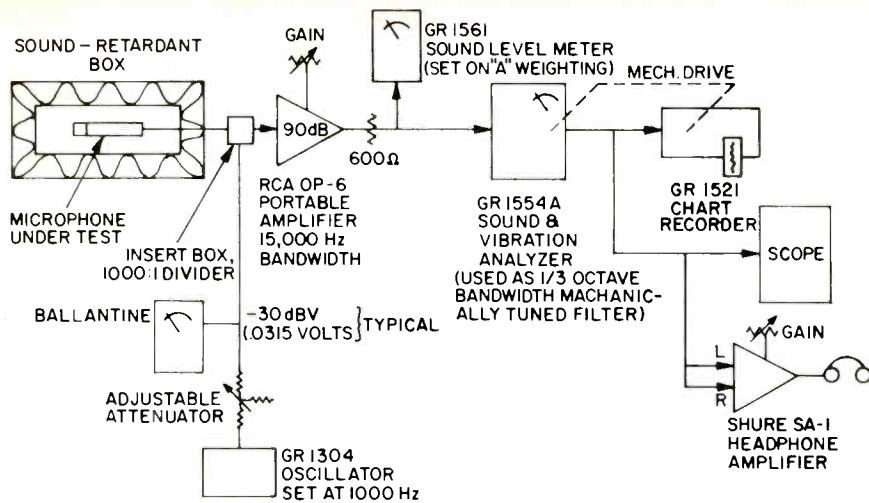 SOUND-RETARDANT
BOX
GAIN
GR 1561
SOUND LEVEL METER
(SET ON "A" WEIGHTING)
MECH. DRIVE
90dB
600Ω
MICROPHONE
UNDER TEST
INSERT BOX,
1000:1 DIVIDER
RCA OP-6
PORTABLE
AMPLIFIER
15,000 Hz
BANDWIDTH
GR 1554A
SOUND &
VIBRATION
ANALYZER
(USED AS 1/3 OCTAVE
BANDWIDTH MACHANIC-
ALLY TUNED FILTER)
GR 1521
CHART
RECORDER
SCOPE
BALLANTINE
-30 dBV
(.0315 VOLTS)
}TYPICAL
GAIN
L
R
ADJUSTABLE
ATTENUATOR
SHURE SA-1
HEADPHONE
AMPLIFIER
GR 1304
OSCILLATOR
SET AT 1000 Hz